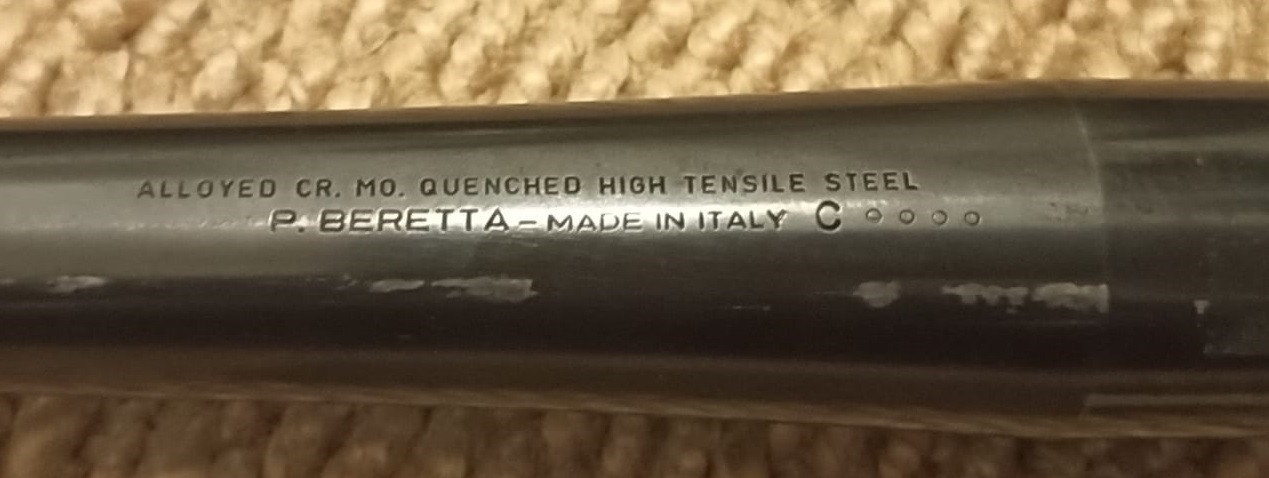 ALLOYED CR. MO. QUENCHED HIGH TENSILE STEEL
P. BERETTA – MADE IN ITALY C o o o o